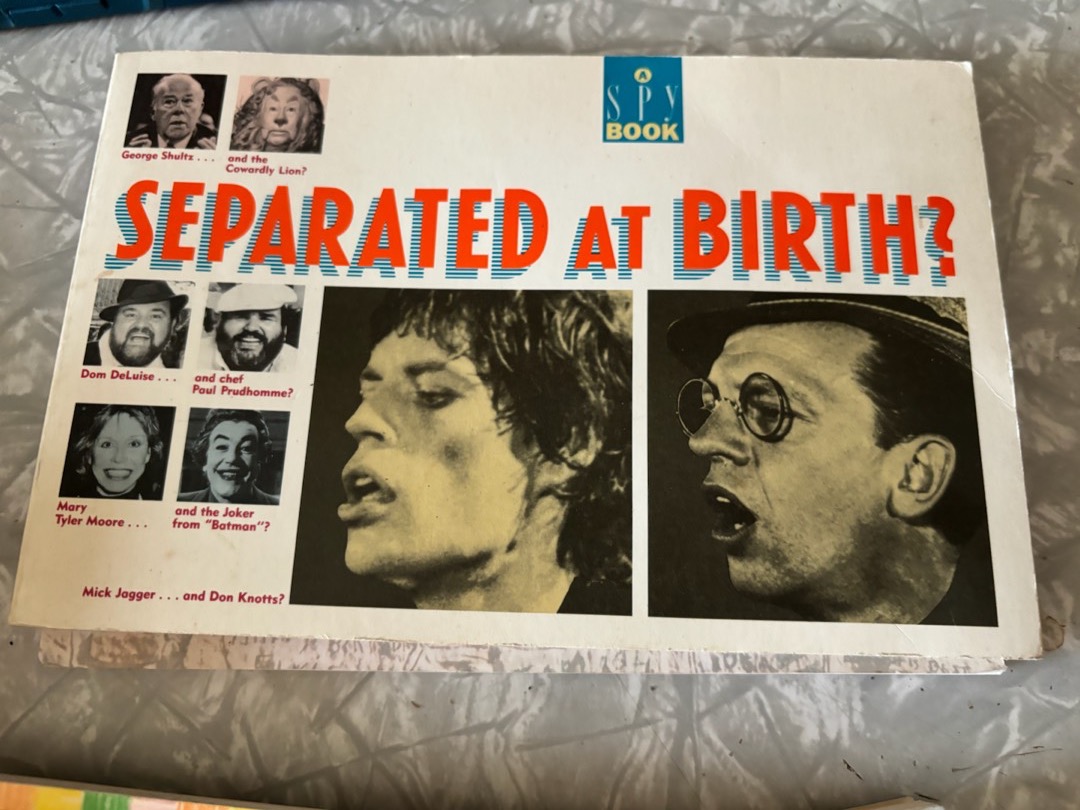 A
SPY
BOOK
George Shultz . . .
and the
Cowardly Lion?
SEPARATED AT BIRTH?
Dom DeLuise . . .
and chef
Paul Prudhomme?
Mary
Tyler Moore . . .
and the Joker
from "Batman"?
Mick Jagger . . . and Don Knotts?